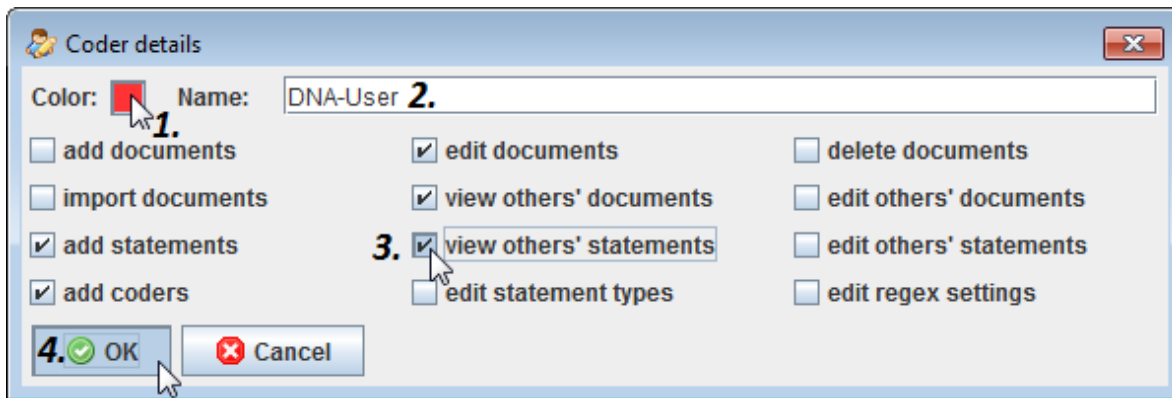 Coder details
Color: Name: DNA-User 2.
1.
add documents edit documents delete documents
import documents view others' documents edit others' documents
add statements 3. view others' statements edit others' statements
add coders edit statement types edit regex settings
4. OK Cancel